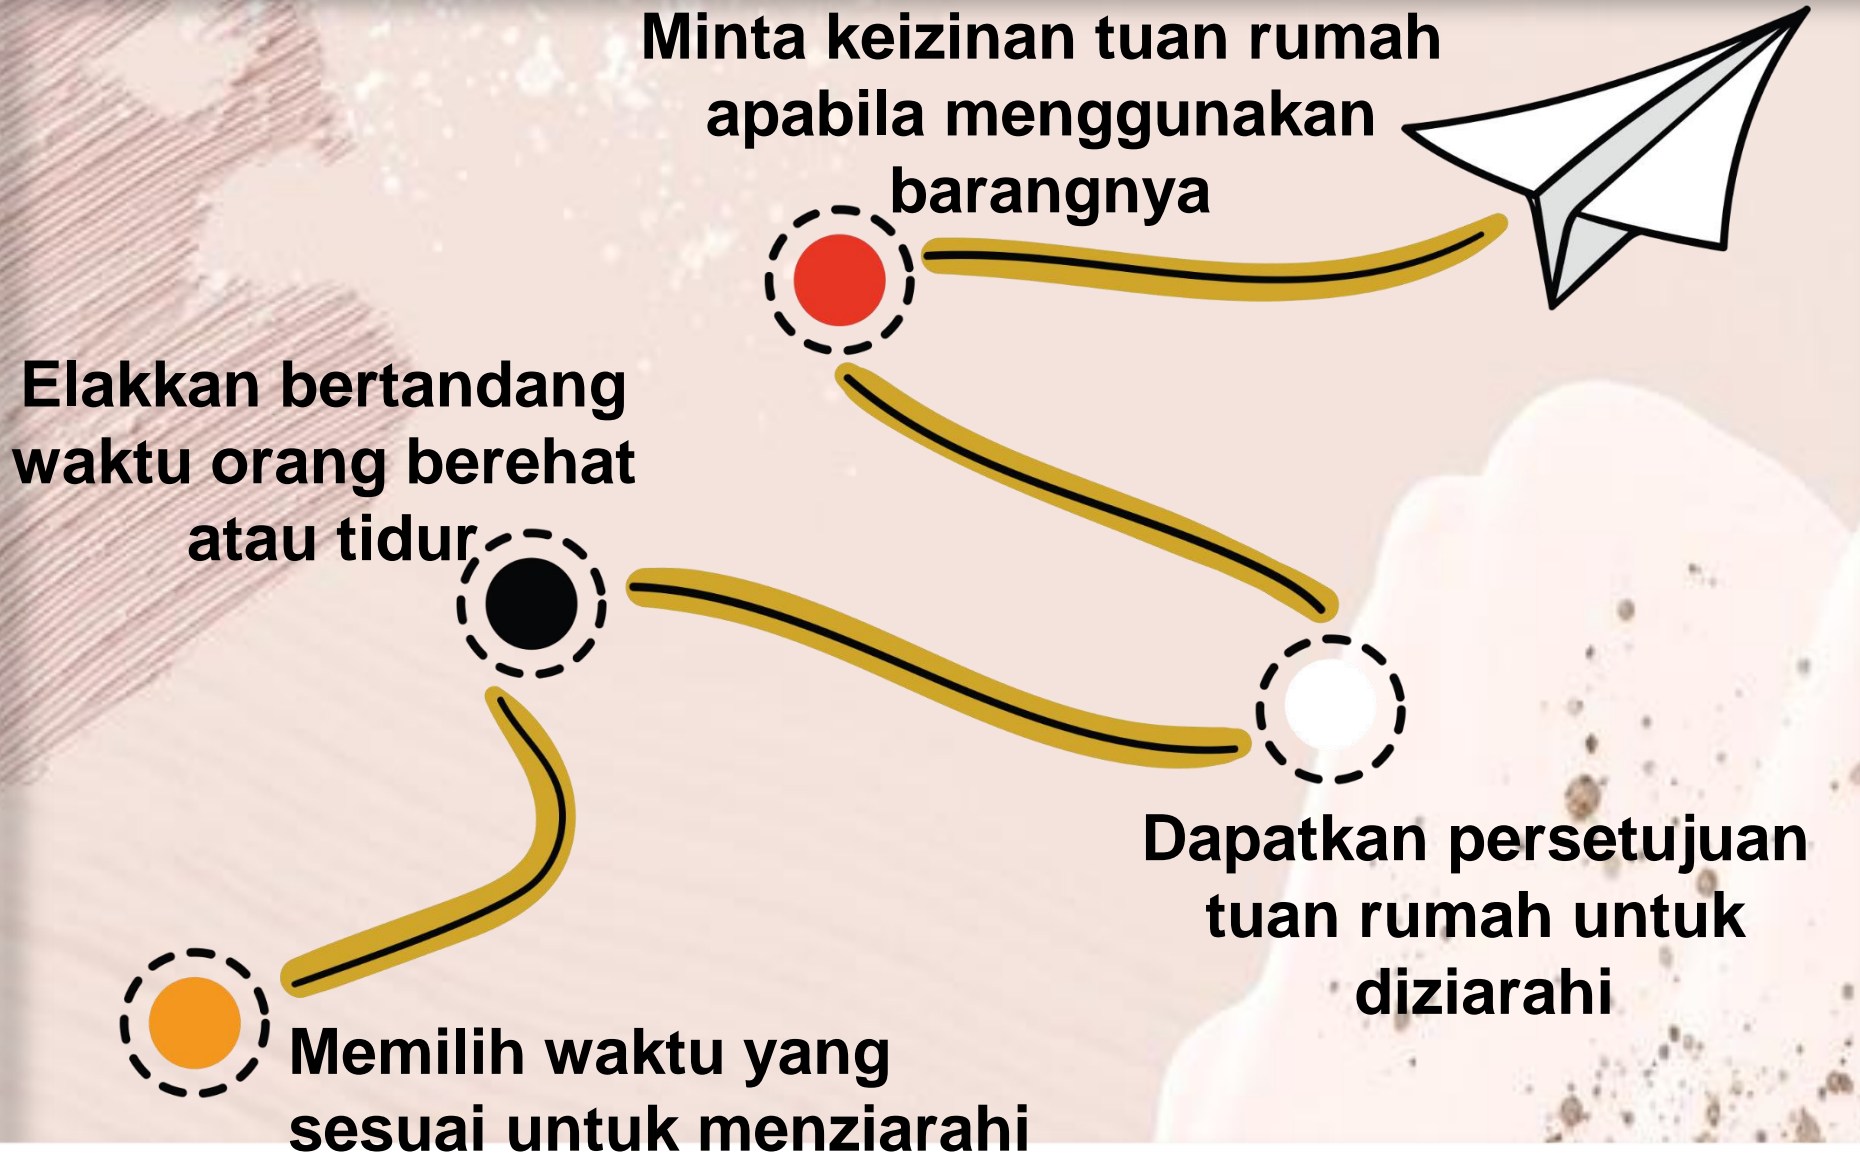 Minta keizinan tuan rumah
apabila menggunakan
barangnya
Elakkan bertandang
waktu orang berehat
atau tidur
Dapatkan persetujuan
tuan rumah untuk
diziarahi
Memilih waktu yang
sesuai untuk menziarahi